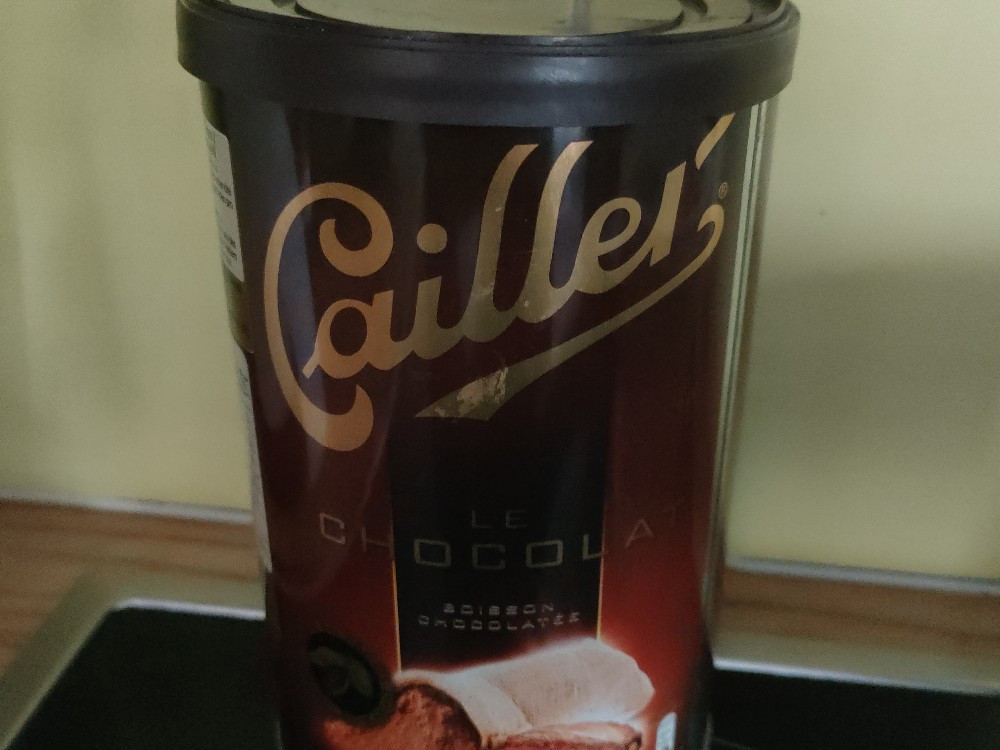 Cailler
®
LE
CHOCOLAT
BOISSON
CHOCOLATÉE